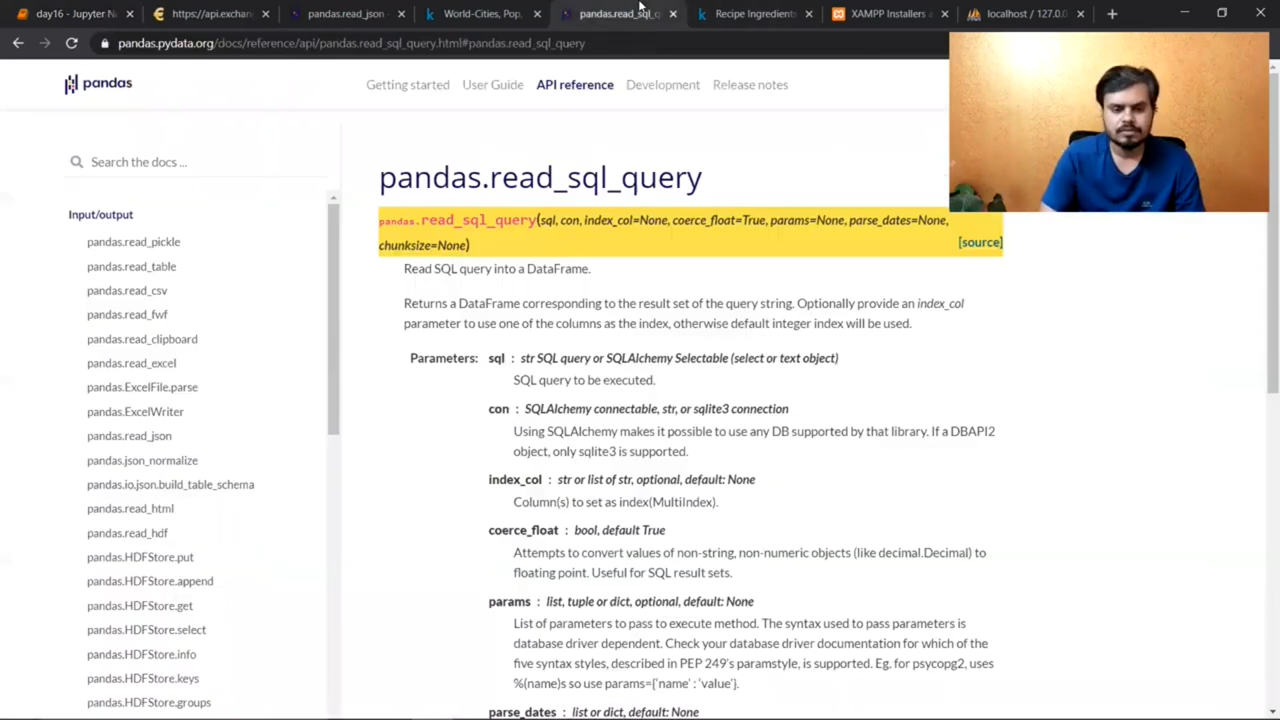 day16 - Jupyter N
https://api.exchan
pandas.read_json
World-Cities, Pop
pandas.read_sql_q
Recipe Ingredients
XAMPP Installers a
localhost / 127.0.0
pandas.pydata.org/docs/reference/api/pandas.read_sql_query.html#pandas.read_sql_query
pandas
Getting started
User Guide
API reference
Development
Release notes
Search the docs ...
Input/output
pandas.read_pickle
pandas.read_table
pandas.read_csv
pandas.read_fwf
pandas.read_clipboard
pandas.read_excel
pandas.ExcelFile.parse
pandas.ExcelWriter
pandas.read_json
pandas.json_normalize
pandas.io.json.build_table_schema
pandas.read_html
pandas.read_hdf
pandas.HDFStore.put
pandas.HDFStore.append
pandas.HDFStore.get
pandas.HDFStore.select
pandas.HDFStore.info
pandas.HDFStore.keys
pandas.HDFStore.groups
pandas.read_sql_query
pandas.read_sql_query(sql, con, index_col=None, coerce_float=True, params=None, parse_dates=None,
chunksize=None)
[source]
Read SQL query into a DataFrame.
Returns a DataFrame corresponding to the result set of the query string. Optionally provide an index_col
parameter to use one of the columns as the index, otherwise default integer index will be used.
Parameters: sql : str SQL query or SQLAlchemy Selectable (select or text object)
SQL query to be executed.
con : SQLAlchemy connectable, str, or sqlite3 connection
Using SQLAlchemy makes it possible to use any DB supported by that library. If a DBAPI2
object, only sqlite3 is supported.
index_col : str or list of str, optional, default: None
Column(s) to set as index(MultiIndex).
coerce_float : bool, default True
Attempts to convert values of non-string, non-numeric objects (like decimal.Decimal) to
floating point. Useful for SQL result sets.
params : list, tuple or dict, optional, default: None
List of parameters to pass to execute method. The syntax used to pass parameters is
database driver dependent. Check your database driver documentation for which of the
five syntax styles, described in PEP 249's paramstyle, is supported. Eg. for psycopg2, uses
%(name)s so use params={'name' : 'value'}.
parse_dates : list or dict, default: None